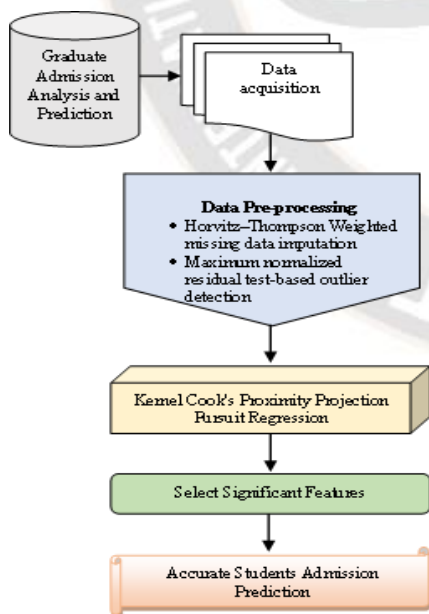 Graduate
Admission
Analysis and
Prediction
Data
acquisition
Data Pre-processing
• Horvitz–Thompson Weighted
missing data imputation
• Maximum normalized
residual test-based outlier
detection
Kernel Cook's Proximity Projection
Pursuit Regression
Select Significant Features
Accurate Students Admission
Prediction